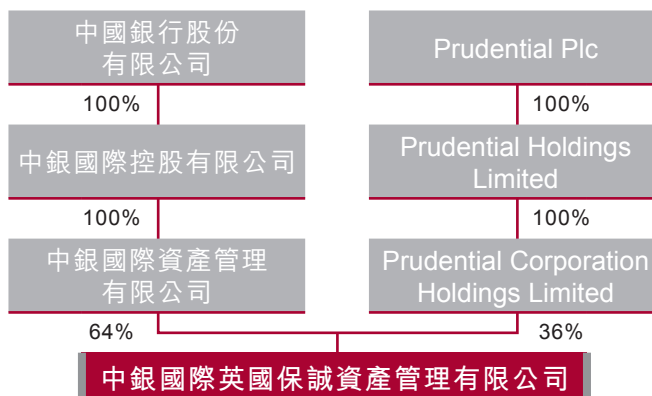 中國銀行股份
有限公司
Prudential Plc
100%
100%
中銀國際控股有限公司
Prudential Holdings
Limited
100%
100%
中銀國際資產管理
有限公司
Prudential Corporation
Holdings Limited
64%
36%
中銀國際英國保誠資產管理有限公司